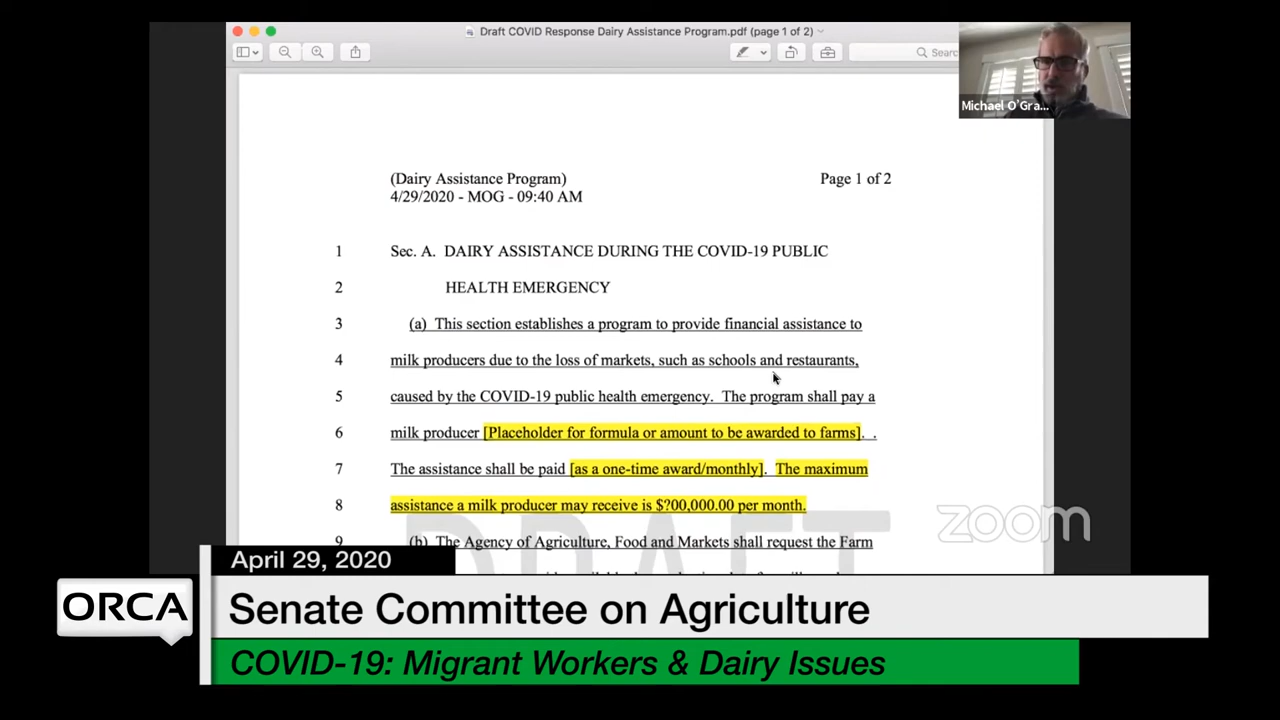 Draft COVID Response Dairy Assistance Program.pdf (page 1 of 2)
Searc
Michael O'Gra...
(Dairy Assistance Program)
Page 1 of 2
4/29/2020 - MOG - 09:40 AM
1 Sec. A. DAIRY ASSISTANCE DURING THE COVID-19 PUBLIC
2 HEALTH EMERGENCY
3 (a) This section establishes a program to provide financial assistance to
4 milk producers due to the loss of markets, such as schools and restaurants,
5 caused by the COVID-19 public health emergency. The program shall pay a
6 milk producer [Placeholder for formula or amount to be awarded to farms]. .
7 The assistance shall be paid [as a one-time award/monthly]. The maximum
8 assistance a milk producer may receive is $?00,000.00 per month.
9 (b) The Agency of Agriculture, Food and Markets shall request the Farm
DRAFT
zoom
April 29, 2020
ORCA
Senate Committee on Agriculture
COVID-19: Migrant Workers & Dairy Issues